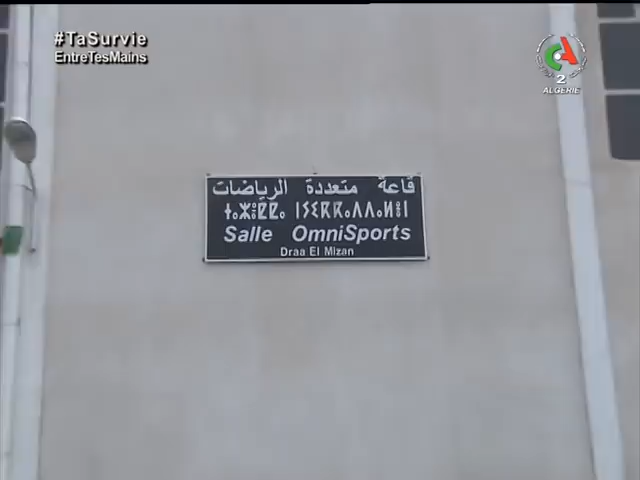 #TaSurvie
EntreTesMains
2
ALGERIE
قاعة متعددة الرياضات
Salle OmniSports
Draa El Mizan